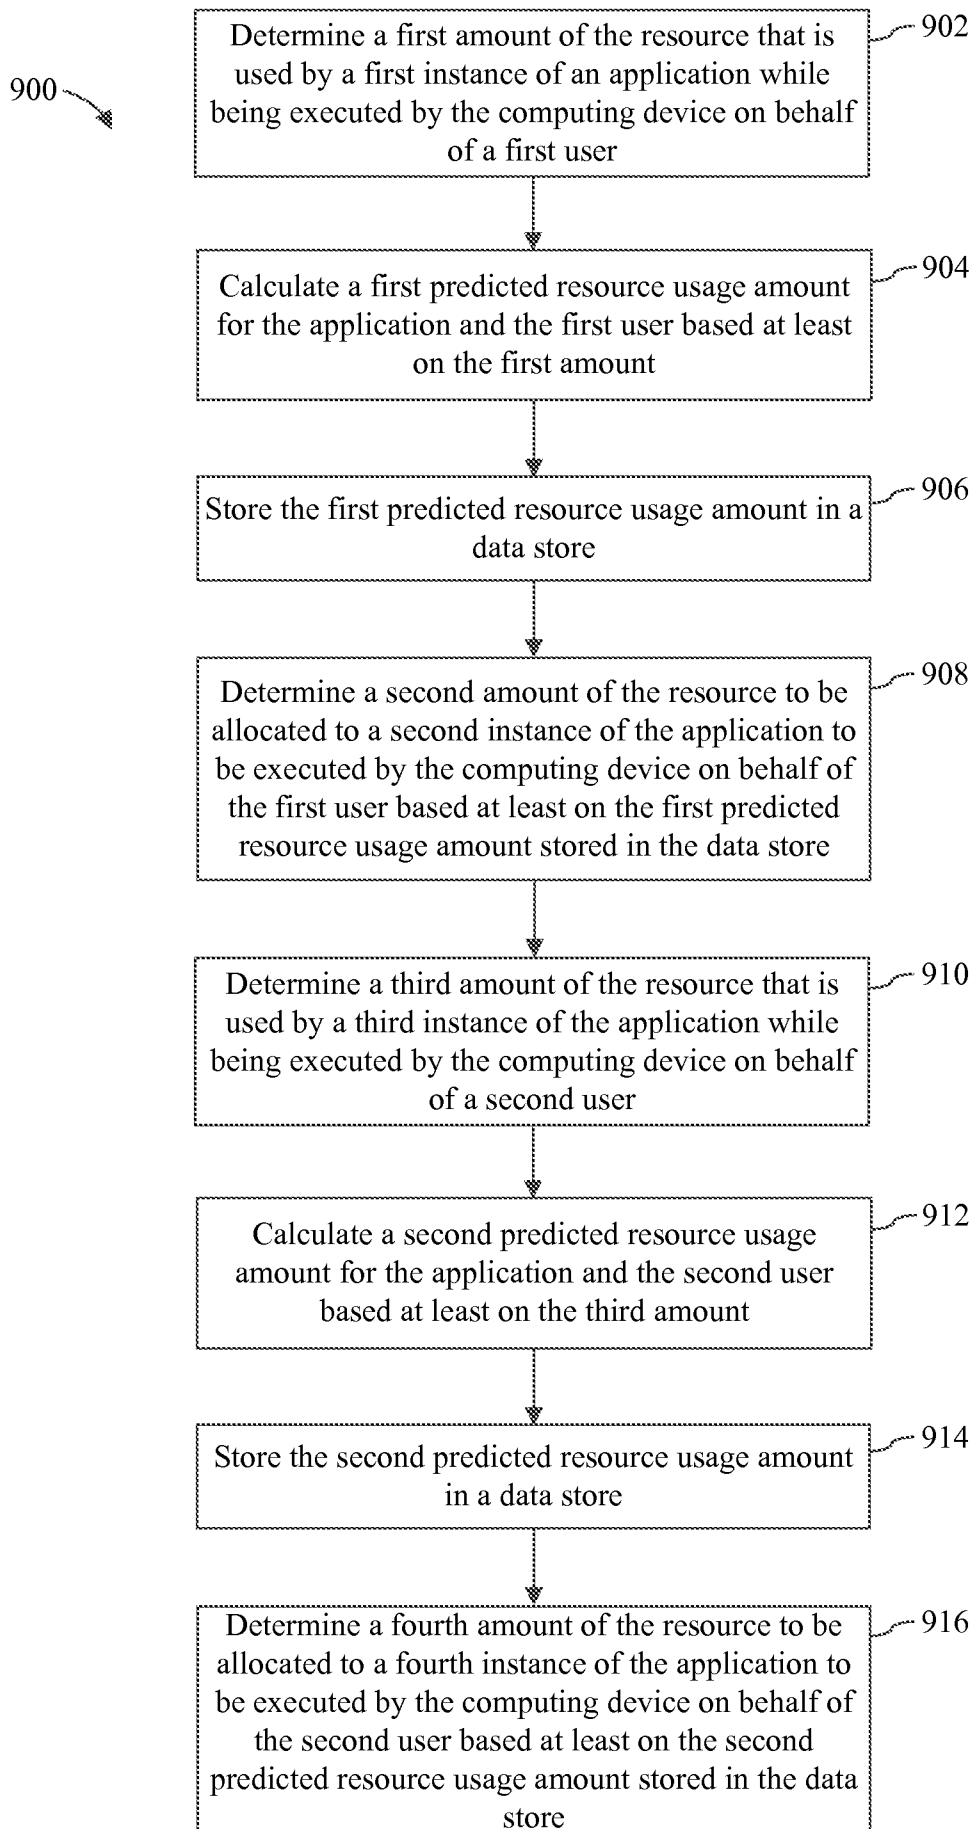 Determine a first amount of the resource that is
used by a first instance of an application while
being executed by the computing device on behalf
of a first user
902
900
Calculate a first predicted resource usage amount
for the application and the first user based at least
on the first amount
904
Store the first predicted resource usage amount in a
data store
906
Determine a second amount of the resource to be
allocated to a second instance of the application to
be executed by the computing device on behalf of
the first user based at least on the first predicted
resource usage amount stored in the data store
908
Determine a third amount of the resource that is
used by a third instance of the application while
being executed by the computing device on behalf
of a second user
910
Calculate a second predicted resource usage
amount for the application and the second user
based at least on the third amount
912
Store the second predicted resource usage amount
in a data store
914
Determine a fourth amount of the resource to be
allocated to a fourth instance of the application to
be executed by the computing device on behalf of
the second user based at least on the second
predicted resource usage amount stored in the data
store
916